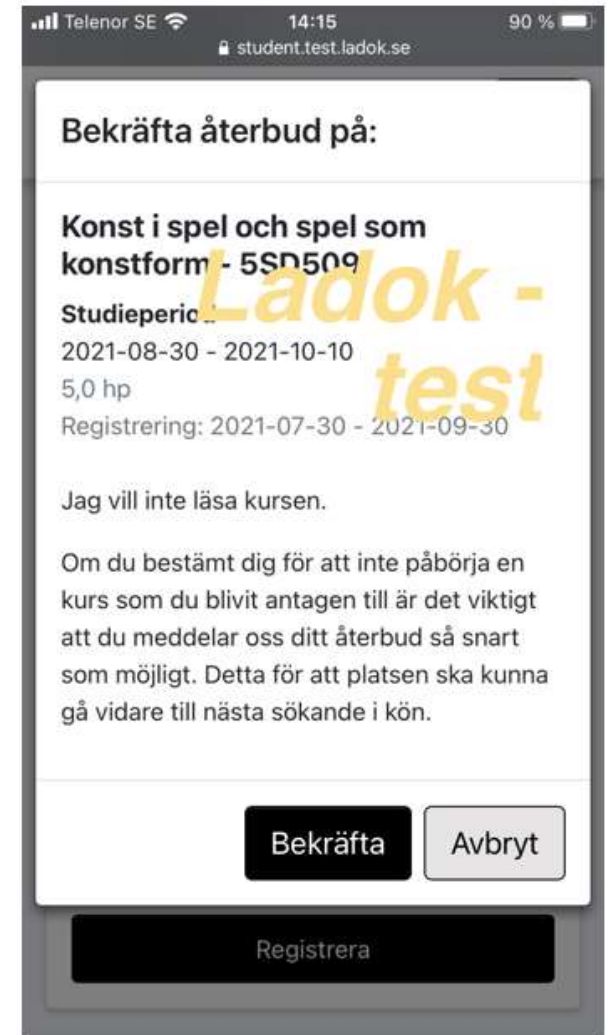 Telenor SE 14:15 90 %
student.test.ladok.se
Bekräfta återbud på:
Konst i spel och spel som
konstform - 5SD509
Ladok -
test
Studieperiod
2021-08-30 - 2021-10-10
5,0 hp
Registrering: 2021-07-30 - 2021-09-30
Jag vill inte läsa kursen.
Om du bestämt dig för att inte påbörja en
kurs som du blivit antagen till är det viktigt
att du meddelar oss ditt återbud så snart
som möjligt. Detta för att platsen ska kunna
gå vidare till nästa sökande i kön.
Bekräfta Avbryt
Registrera